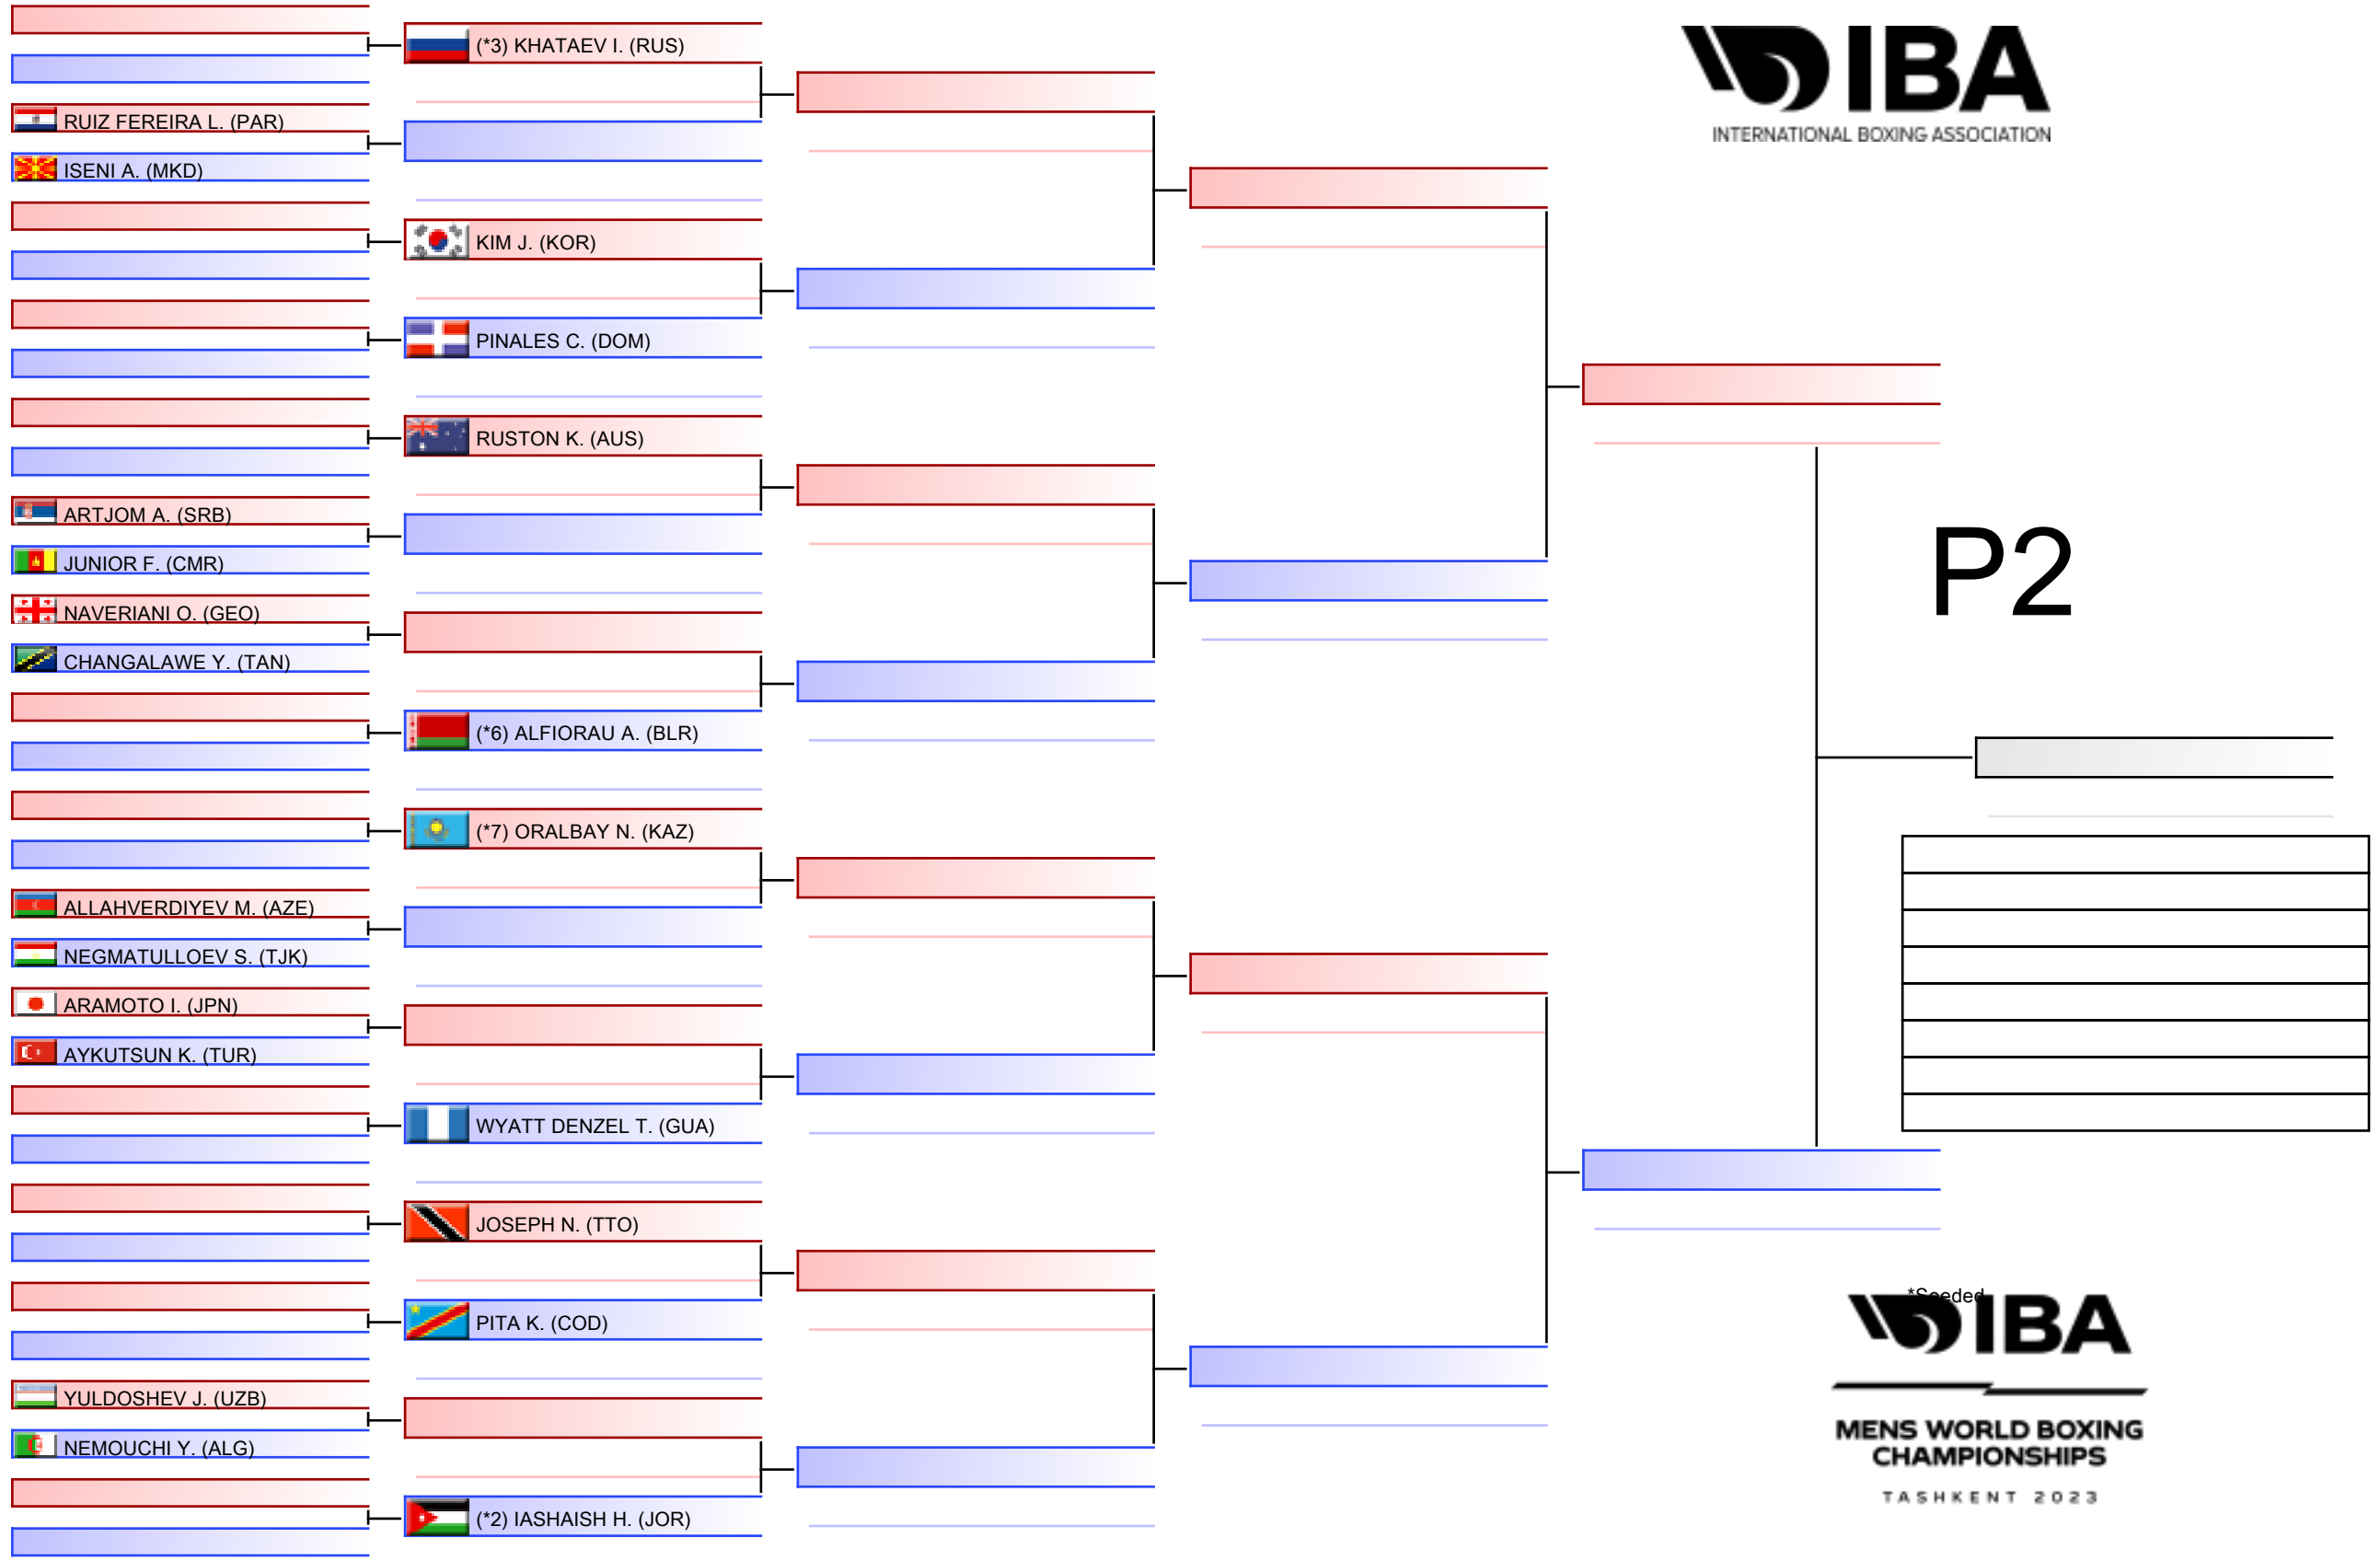 (*3) KHATAEV I. (RUS)
RUIZ FEREIRA L. (PAR)
ISENI A. (MKD)
KIM J. (KOR)
PINALES C. (DOM)
RUSTON K. (AUS)
ARTJOM A. (SRB)
JUNIOR F. (CMR)
NAVERIANI O. (GEO)
CHANGALAWE Y. (TAN)
(*6) ALFIORAU A. (BLR)
(*7) ORALBAY N. (KAZ)
ALLAHVERDIYEV M. (AZE)
NEGMATULLOEV S. (TJK)
ARAMOTO I. (JPN)
AYKUTSUN K. (TUR)
WYATT DENZEL T. (GUA)
JOSEPH N. (TTO)
PITA K. (COD)
YULDOSHEV J. (UZB)
NEMOUCHI Y. (ALG)
(*2) IASHAISH H. (JOR)
IBA
INTERNATIONAL BOXING ASSOCIATION
P2
*Seeded
IBA
MENS WORLD BOXING
CHAMPIONSHIPS
TASHKENT 2023